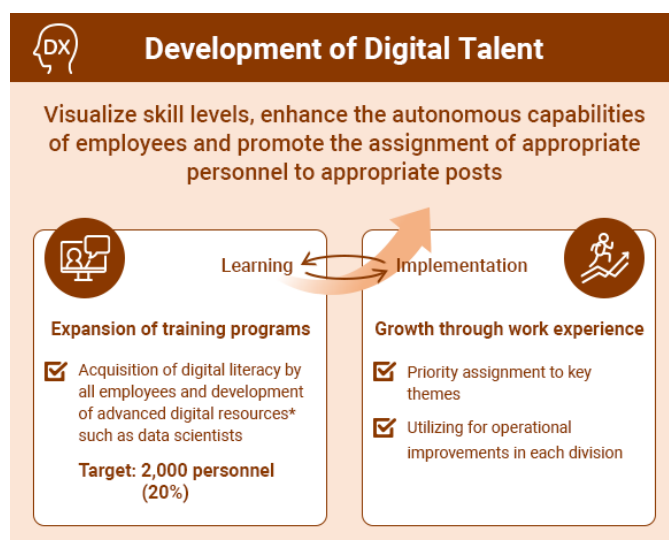 DX
Development of Digital Talent
Visualize skill levels, enhance the autonomous capabilities
of employees and promote the assignment of appropriate
personnel to appropriate posts
Learning
Expansion of training programs
Acquisition of digital literacy by
all employees and development
of advanced digital resources*
such as data scientists
Target: 2,000 personnel
(20%)
Implementation
Growth through work experience
Priority assignment to key
themes
Utilizing for operational
improvements in each division